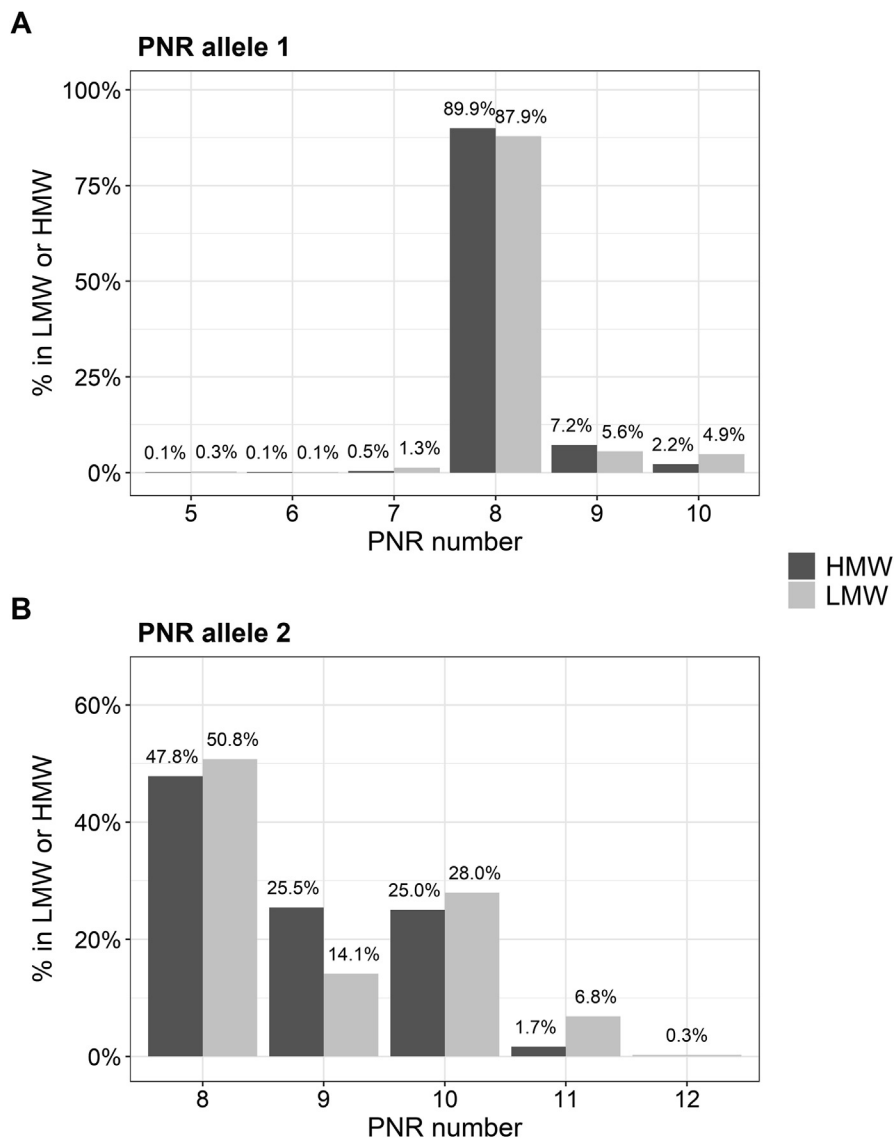 A
PNR allele 1
% in LMW or HMW
100%
75%
50%
25%
0%
0.1% 0.3% 0.1% 0.1% 0.5% 1.3% 89.9% 87.9% 7.2% 5.6% 2.2% 4.9%
5 6 7 8 9 10
PNR number
HMW
LMW
B
PNR allele 2
% in LMW or HMW
60%
40%
20%
0%
47.8% 50.8% 25.5% 14.1% 25.0% 28.0% 1.7% 6.8% 0.3%
8 9 10 11 12
PNR number